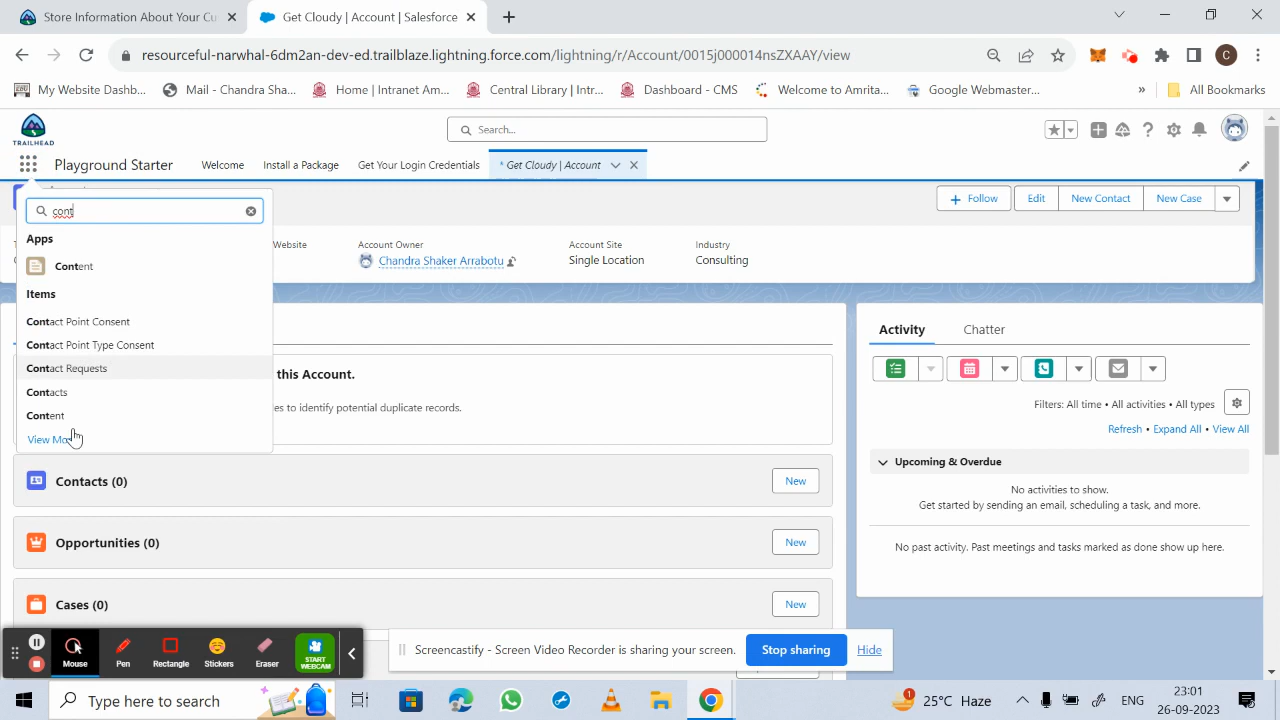 Store Information About Your Cu
Get Cloudy | Account | Salesforce
resourceful-narwhal-6dm2an-dev-ed.trailblaze.lightning.force.com/lightning/r/Account/0015j000014nsZXAAY/view
C
My Website Dashb...
Mail - Chandra Sha...
Home | Intranet Am...
Central Library | Intr...
Dashboard - CMS
Welcome to Amrita...
Google Webmaster...
»
All Bookmarks
TRAILHEAD
Search...
Playground Starter
Welcome
Install a Package
Get Your Login Credentials
* Get Cloudy | Account
cont
Follow
Edit
New Contact
New Case
Apps
Content
Items
Contact Point Consent
Contact Point Type Consent
Contact Requests
Contacts
Content
View Mo
Website
Account Owner
Chandra Shaker Arrabotu
Account Site
Single Location
Industry
Consulting
this Account.
es to identify potential duplicate records.
Contacts (0)
New
Opportunities (0)
New
Cases (0)
New
Activity
Chatter
Filters: All time • All activities • All types
Refresh • Expand All • View All
Upcoming & Overdue
No activities to show.
Get started by sending an email, scheduling a task, and more.
No past activity. Past meetings and tasks marked as done show up here.
Mouse
Pen
Rectangle
Stickers
Eraser
START
WEBCAM
Screencastify - Screen Video Recorder is sharing your screen.
Stop sharing
Hide
Type here to search
1
25°C Haze
ENG
23:01
26-09-2023